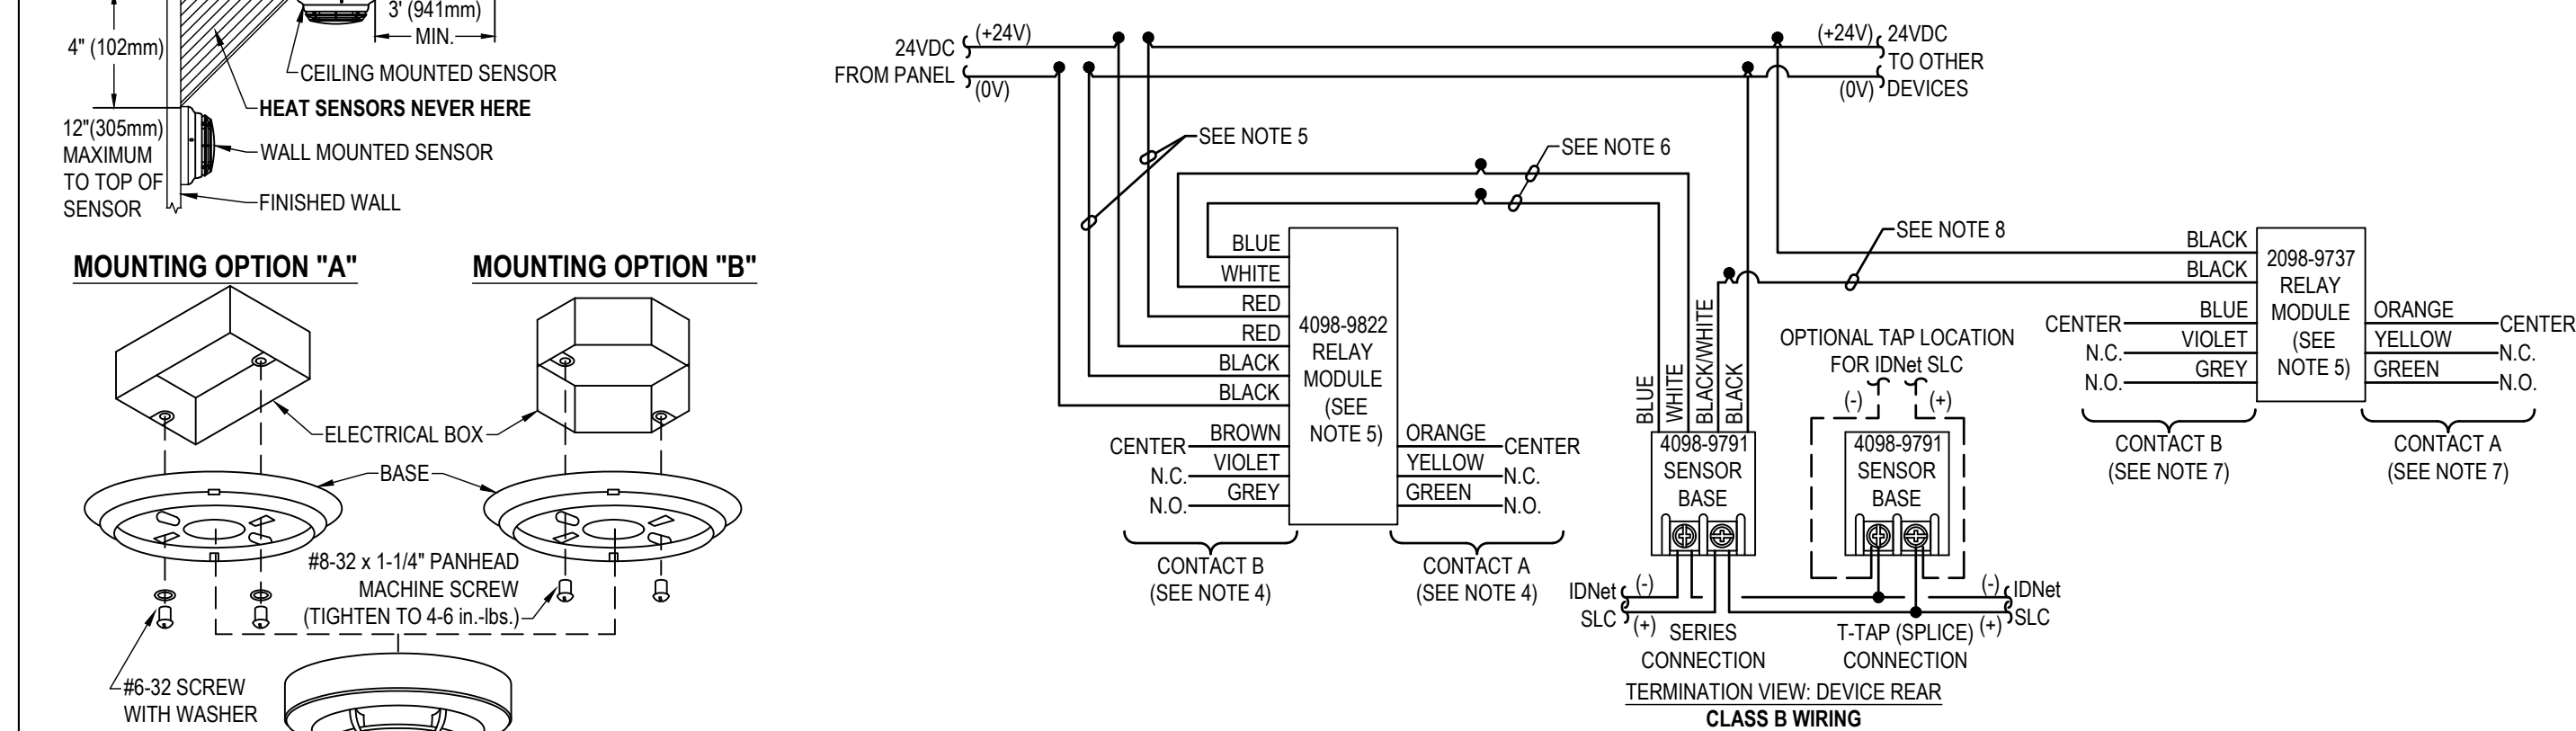 4" (102mm)
3' (941mm)
MIN.
CEILING MOUNTED SENSOR
HEAT SENSORS NEVER HERE
12"(305mm)
MAXIMUM
TO TOP OF
SENSOR
WALL MOUNTED SENSOR
FINISHED WALL
MOUNTING OPTION "A"
MOUNTING OPTION "B"
ELECTRICAL BOX
BASE
#8-32 x 1-1/4" PANHEAD
MACHINE SCREW
(TIGHTEN TO 4-6 in.-lbs.)
#6-32 SCREW
WITH WASHER
24VDC
FROM PANEL
(+24V)
(0V)
(+24V)
(0V)
24VDC
TO OTHER
DEVICES
SEE NOTE 5
SEE NOTE 6
SEE NOTE 8
BLUE
WHITE
RED
RED
BLACK
BLACK
4098-9822
RELAY
MODULE
(SEE
NOTE 5)
CENTER
BROWN
N.C.
VIOLET
N.O.
GREY
ORANGE
CENTER
YELLOW
N.C.
GREEN
N.O.
CONTACT B
(SEE NOTE 4)
CONTACT A
(SEE NOTE 4)
BLUE
WHITE
BLACK/WHITE
BLACK
4098-9791
SENSOR
BASE
OPTIONAL TAP LOCATION
FOR IDNet SLC
(-)
(+)
4098-9791
SENSOR
BASE
IDNet
SLC
(-)
(+)
(-)
(+)
IDNet
SLC
SERIES
CONNECTION
T-TAP (SPLICE)
CONNECTION
TERMINATION VIEW: DEVICE REAR
CLASS B WIRING
BLACK
BLACK
2098-9737
RELAY
MODULE
(SEE
NOTE 5)
CENTER
BLUE
N.C.
VIOLET
N.O.
GREY
ORANGE
CENTER
YELLOW
N.C.
GREEN
N.O.
CONTACT B
(SEE NOTE 7)
CONTACT A
(SEE NOTE 7)